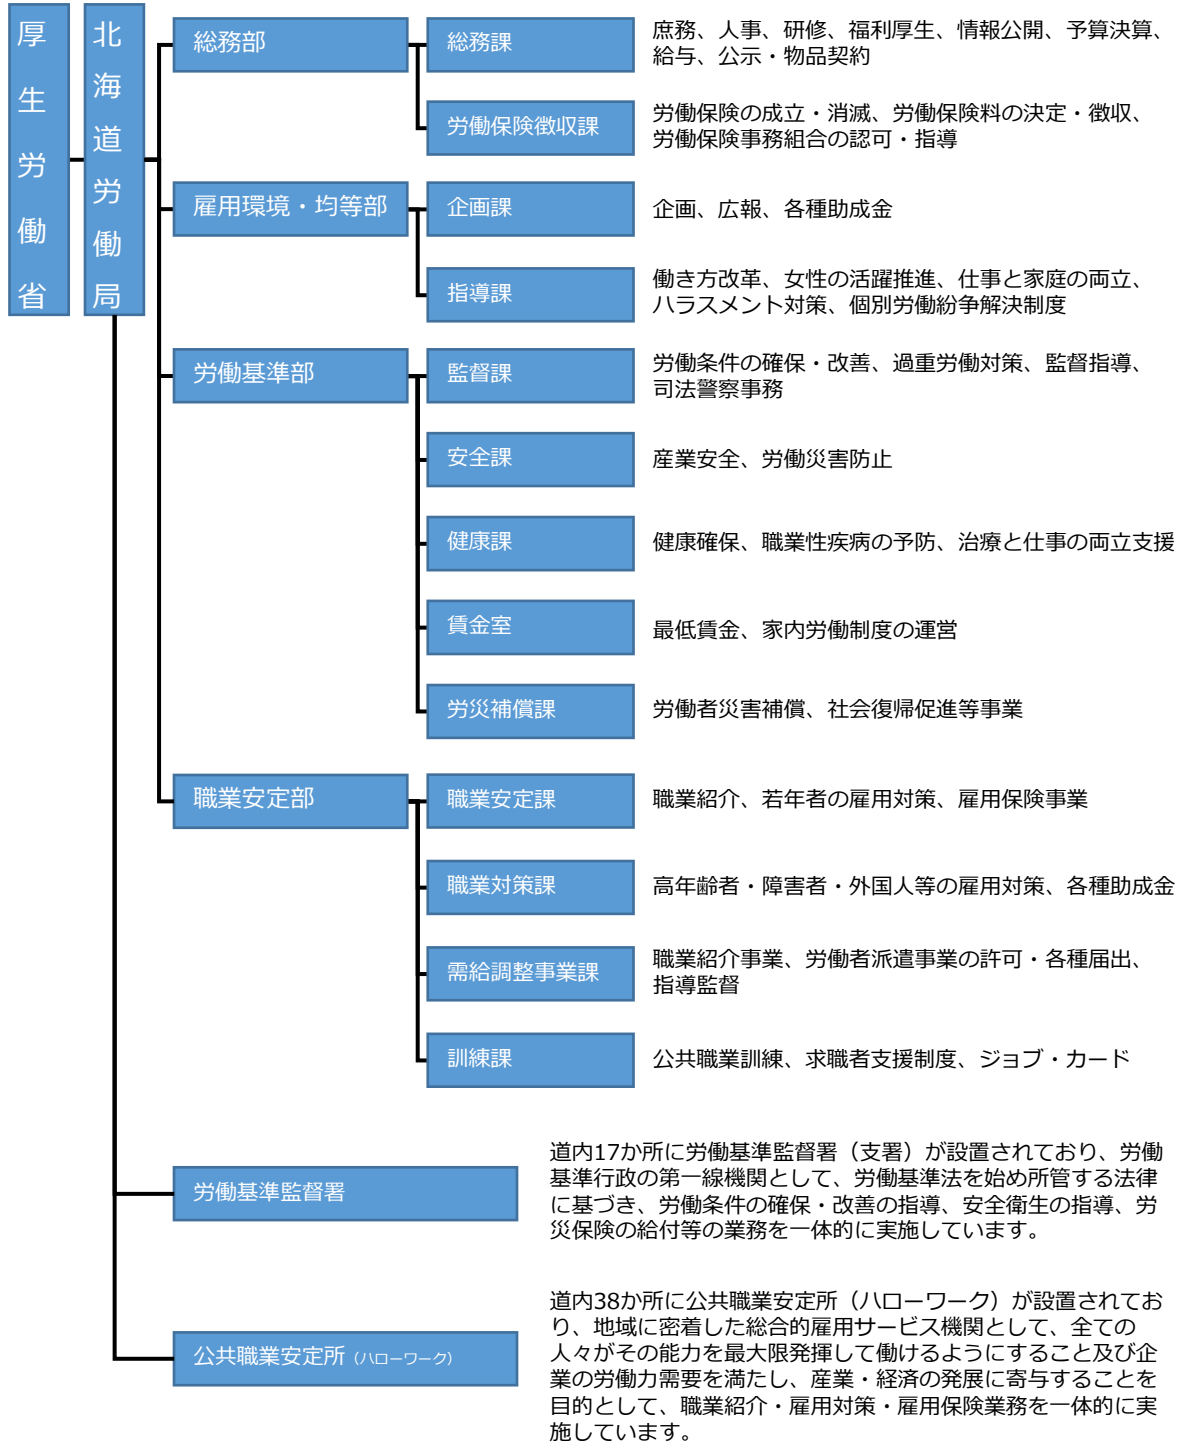 厚生労働省
北海道労働局
総務部
総務課
庶務、人事、研修、福利厚生、情報公開、予算決算、
給与、公示・物品契約
労働保険徴収課
労働保険の成立・消滅、労働保険料の決定・徴収、
労働保険事務組合の認可・指導
雇用環境・均等部
企画課
企画、広報、各種助成金
指導課
働き方改革、女性の活躍推進、仕事と家庭の両立、
ハラスメント対策、個別労働紛争解決制度
労働基準部
監督課
労働条件の確保・改善、過重労働対策、監督指導、
司法警察事務
安全課
産業安全、労働災害防止
健康課
健康確保、職業性疾病の予防、治療と仕事の両立支援
賃金室
最低賃金、家内労働制度の運営
労災補償課
労働者災害補償、社会復帰促進等事業
職業安定部
職業安定課
職業紹介、若年者の雇用対策、雇用保険事業
職業対策課
高年齢者・障害者・外国人等の雇用対策、各種助成金
需給調整事業課
職業紹介事業、労働者派遣事業の許可・各種届出、
指導監督
訓練課
公共職業訓練、求職者支援制度、ジョブ・カード
労働基準監督署
道内17か所に労働基準監督署（支署）が設置されており、労働
基準行政の第一線機関として、労働基準法を始め所管する法律
に基づき、労働条件の確保・改善の指導、安全衛生の指導、労
災保険の給付等の業務を一体的に実施しています。
公共職業安定所（ハローワーク）
道内38か所に公共職業安定所（ハローワーク）が設置されてお
り、地域に密着した総合的雇用サービス機関として、全ての
人々がその能力を最大限発揮して働けるようにすること及び企
業の労働力需要を満たし、産業・経済の発展に寄与することを
目的として、職業紹介・雇用対策・雇用保険業務を一体的に実
施しています。